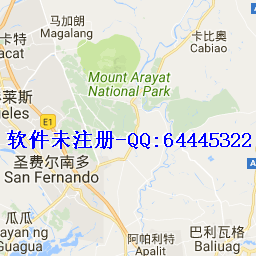 马加朗
Magalang
卡比奥
Cabiao
卡特
acat
Mount Arayat
National Park
莱斯
eles
E1
软件未注册-QQ:64445322
圣费尔南多
San Fernando
瓜瓜
ayan ng
Guagua
阿帕利特
Apalit
巴利瓦格
Baliuag